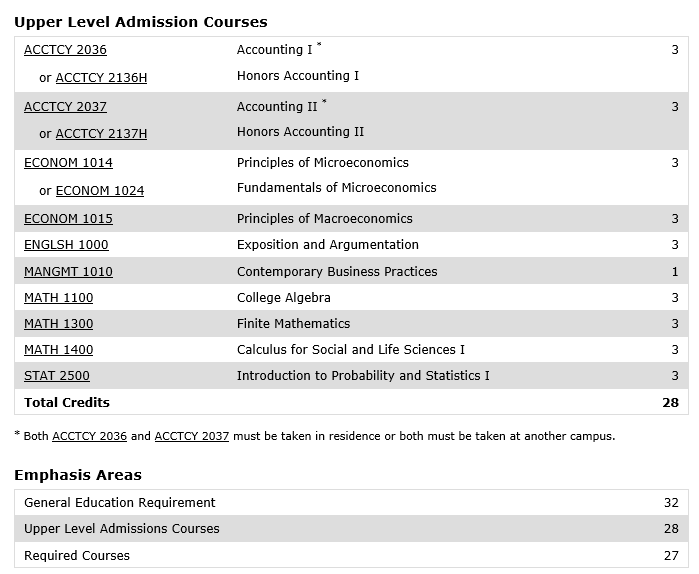 Upper Level Admission Courses
ACCTCY 2036 Accounting I * 3
or ACCTCY 2136H Honors Accounting I
ACCTCY 2037 Accounting II * 3
or ACCTCY 2137H Honors Accounting II
ECONOM 1014 Principles of Microeconomics 3
or ECONOM 1024 Fundamentals of Microeconomics
ECONOM 1015 Principles of Macroeconomics 3
ENGLSH 1000 Exposition and Argumentation 3
MANGMT 1010 Contemporary Business Practices 1
MATH 1100 College Algebra 3
MATH 1300 Finite Mathematics 3
MATH 1400 Calculus for Social and Life Sciences I 3
STAT 2500 Introduction to Probability and Statistics I 3
Total Credits 28
* Both ACCTCY 2036 and ACCTCY 2037 must be taken in residence or both must be taken at another campus.
Emphasis Areas
General Education Requirement 32
Upper Level Admissions Courses 28
Required Courses 27